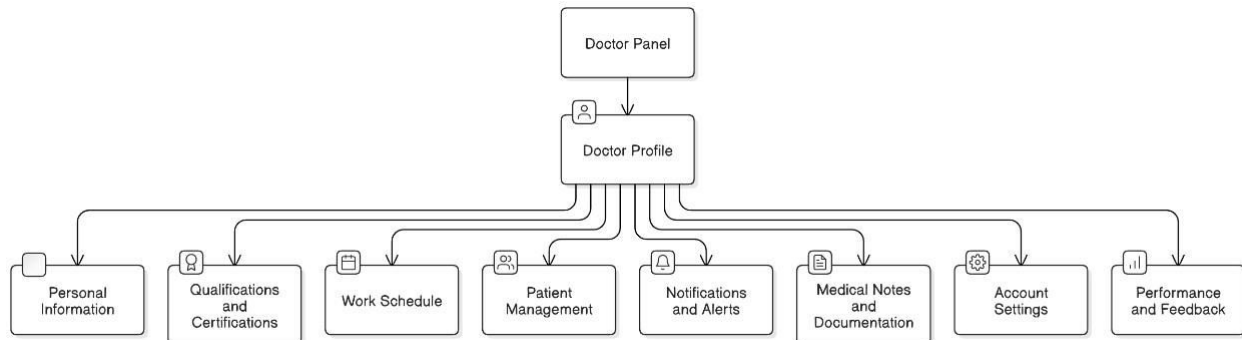 Doctor Panel
Doctor Profile
Personal
Information
Qualifications
and
Certifications
Work Schedule
Patient
Management
Notifications
and Alerts
Medical Notes
and
Documentation
Account
Settings
Performance
and Feedback